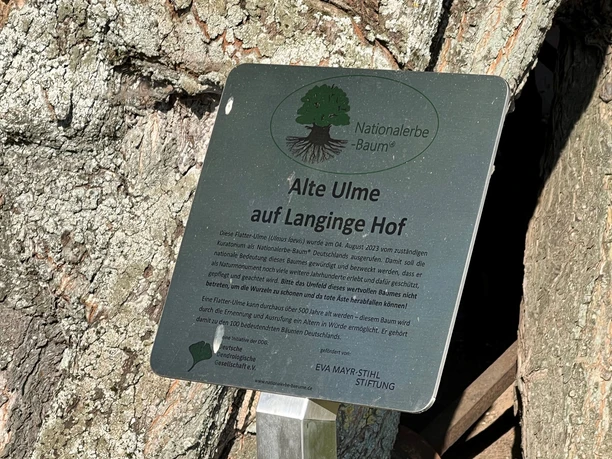 Nationalerbe
-Baum®
Alte Ulme
auf Langinge Hof
Diese Flatter-Ulme (Ulmus laevis) wurde am 04. August 2023 vom zuständigen
Kuratorium als Nationalerbe-Baum® Deutschlands ausgerufen. Damit soll die
nationale Bedeutung dieses Baumes gewürdigt und bezweckt werden, dass er
als Naturmonument noch viele weitere Jahrhunderte erlebt und dafür geschützt,
gepflegt und geachtet wird. Bitte das Umfeld dieses wertvollen Baumes nicht
betreten, um die Wurzeln zu schonen und da tote Äste herabfallen können!
Eine Flatter-Ulme kann durchaus über 500 Jahre alt werden – diesem Baum wird
durch die Ernennung und Ausrufung ein Altern in Würde ermöglicht. Er gehört
damit zu den 100 bedeutendsten Bäumen Deutschlands.
eine Initiative der DDG:
Deutsche
Dendrologische
Gesellschaft e.V.
gefördert von:
EVA MAYR-STIHL
STIFTUNG
www.nationalerbe-baeume.de